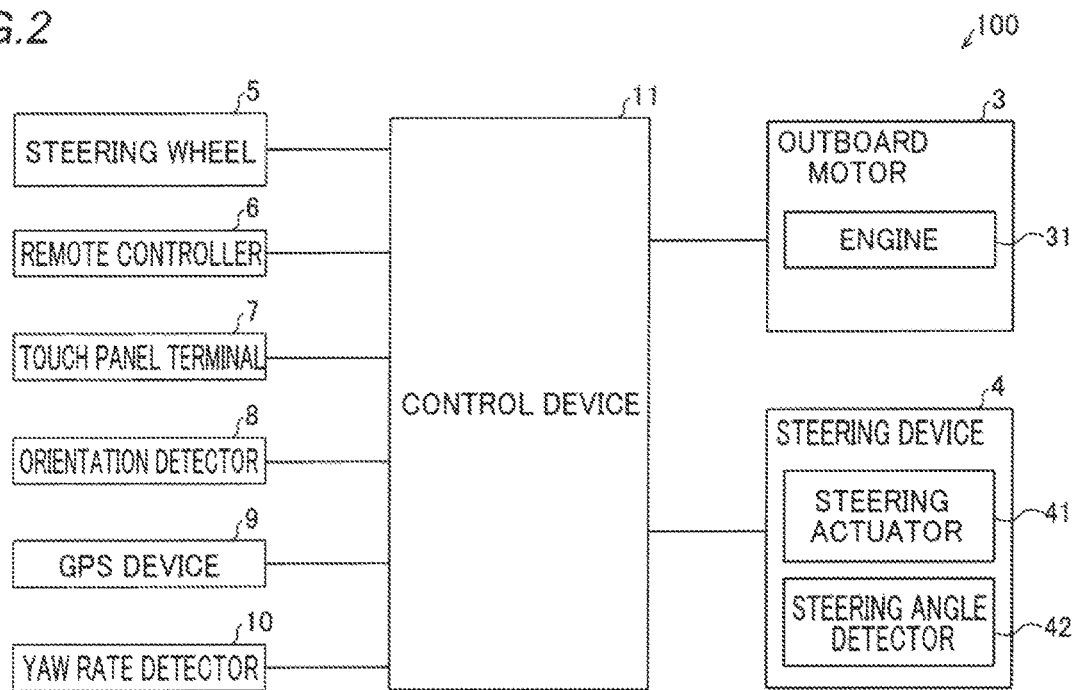 G.2
100
5
STEERING WHEEL
6
REMOTE CONTROLLER
7
TOUCH PANEL TERMINAL
8
ORIENTATION DETECTOR
9
GPS DEVICE
10
YAW RATE DETECTOR
11
CONTROL DEVICE
3
OUTBOARD
MOTOR
ENGINE
31
4
STEERING DEVICE
STEERING
ACTUATOR
41
STEERING ANGLE
DETECTOR
42